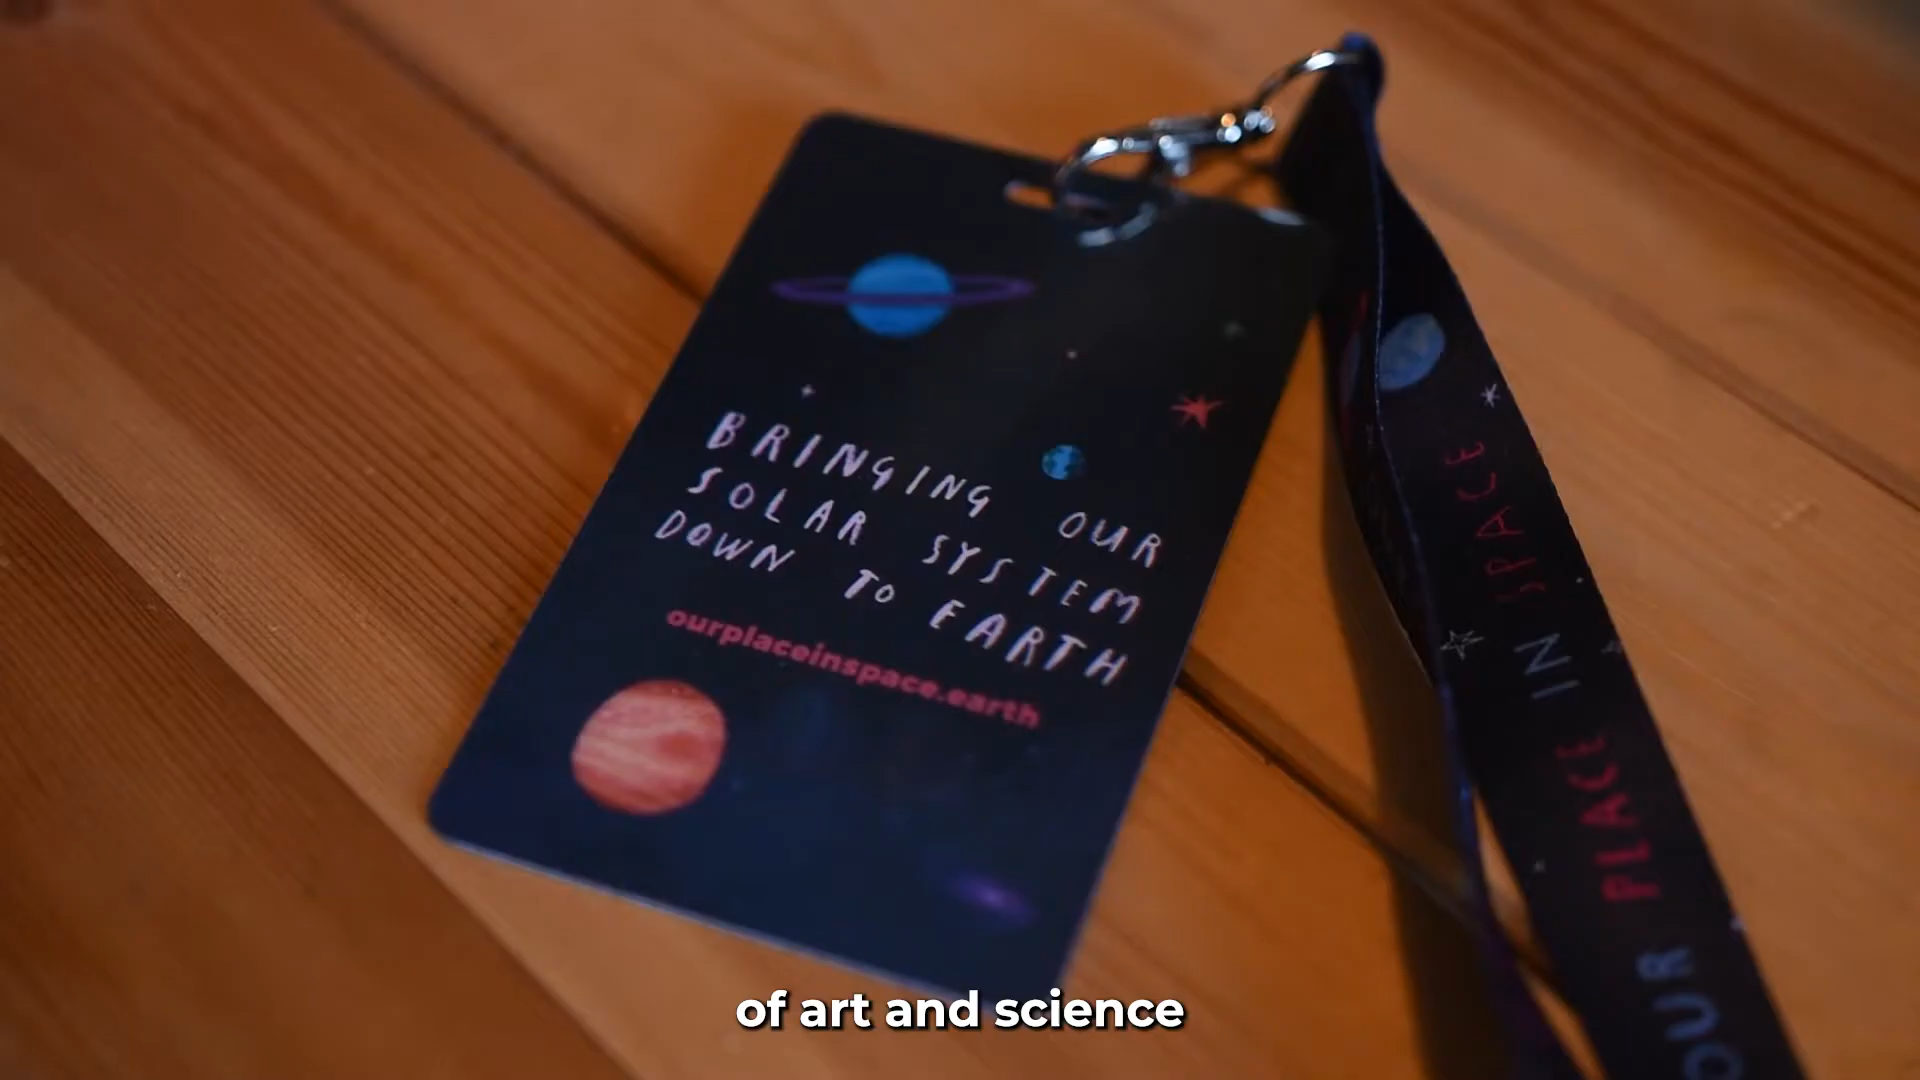 BRINGING OUR
SOLAR SYSTEM
DOWN TO EARTH
ourplaceinspace.earth
OUR PLACE IN SPACE
of art and science